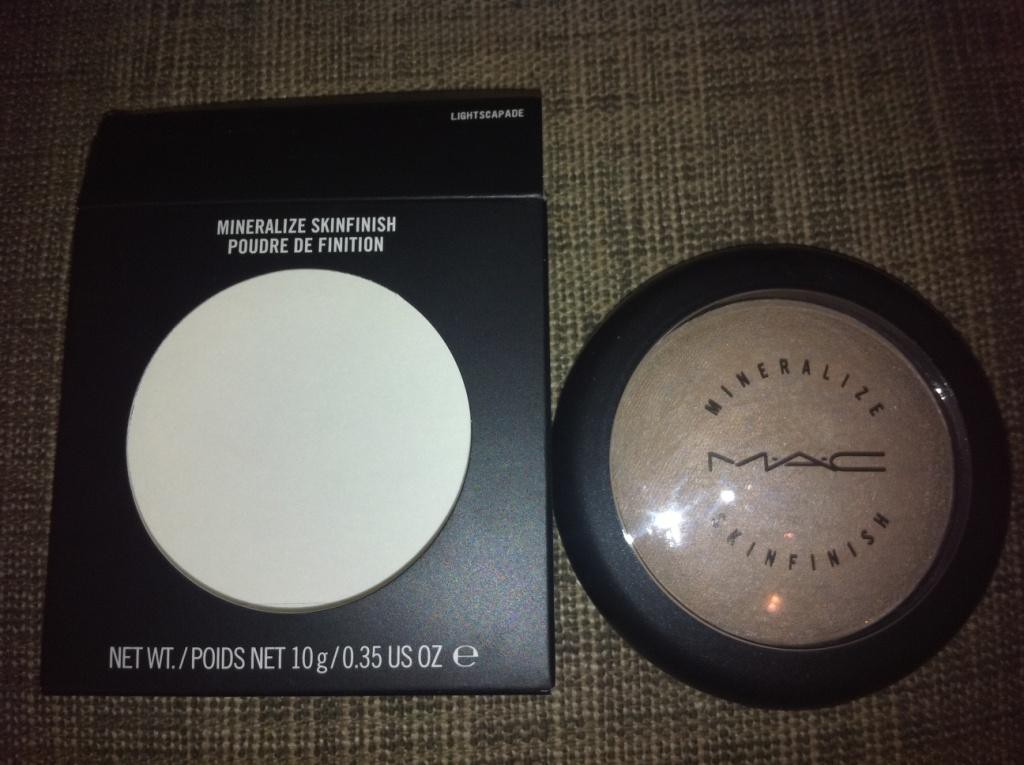 LIGHTSCAPADE
MINERALIZE SKINFINISH
POUDRE DE FINITION
NET WT./POIDS NET 10 g/0.35 US OZ ℮
MINERALIZE
M·A·C
SKINFINISH